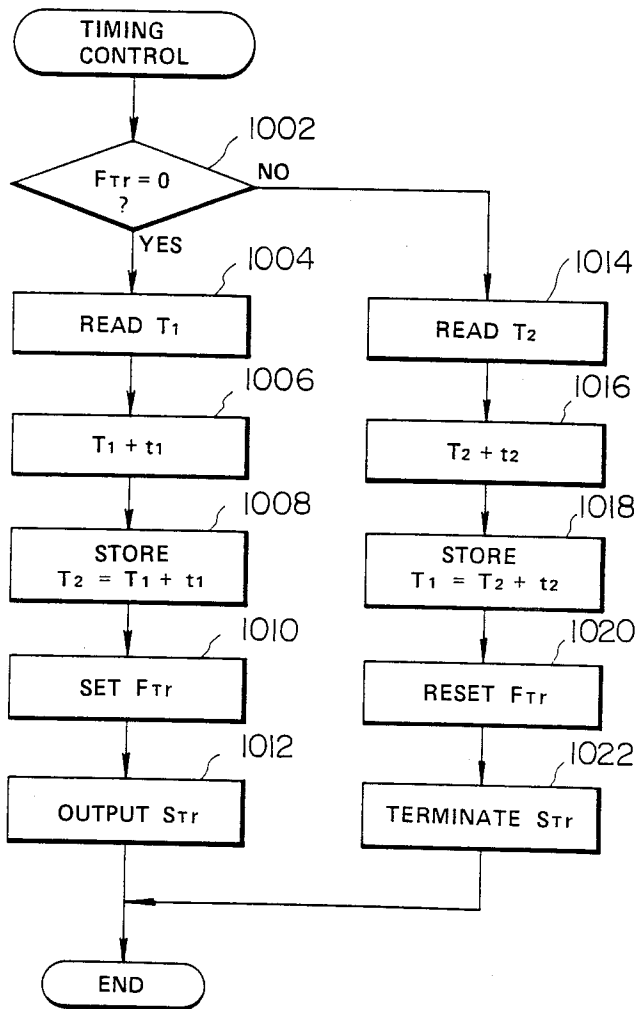 TIMING
CONTROL
1002
FTr = 0
?
NO
YES
1004
READ T1
1006
T1 + t1
1008
STORE
T2 = T1 + t1
1010
SET FTr
1012
OUTPUT STr
1014
READ T2
1016
T2 + t2
1018
STORE
T1 = T2 + t2
1020
RESET FTr
1022
TERMINATE STr
END